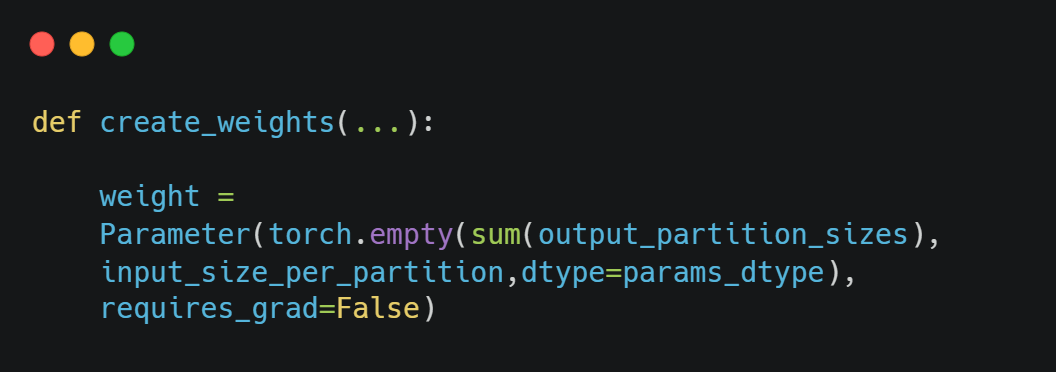 def create_weights(...):
weight =
Parameter(torch.empty(sum(output_partition_sizes),
input_size_per_partition,dtype=params_dtype),
requires_grad=False)